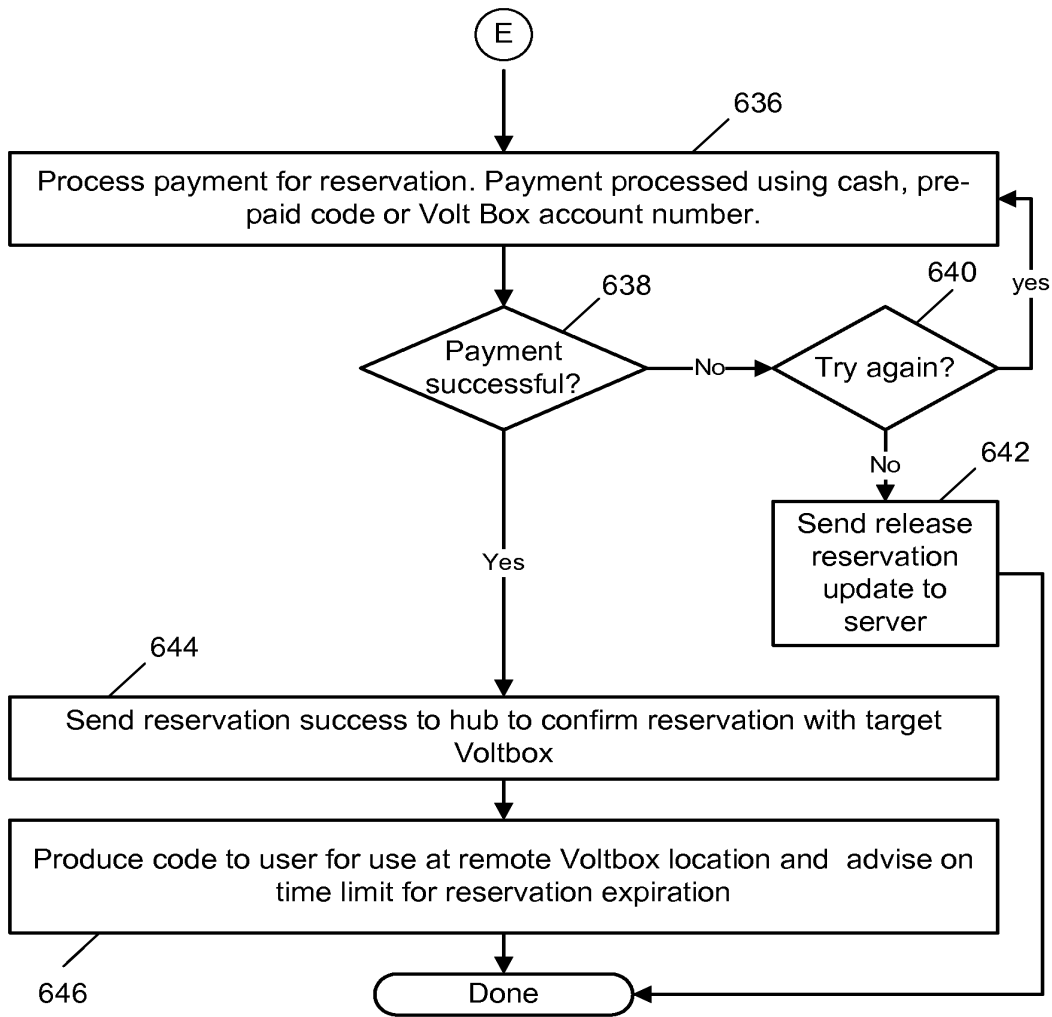 E
636
Process payment for reservation. Payment processed using cash, pre-
paid code or Volt Box account number.
638
640
yes
Payment
successful?
No
Try again?
No
642
Send release
reservation
update to
server
Yes
644
Send reservation success to hub to confirm reservation with target
Voltbox
Produce code to user for use at remote Voltbox location and  advise on
time limit for reservation expiration
646
Done